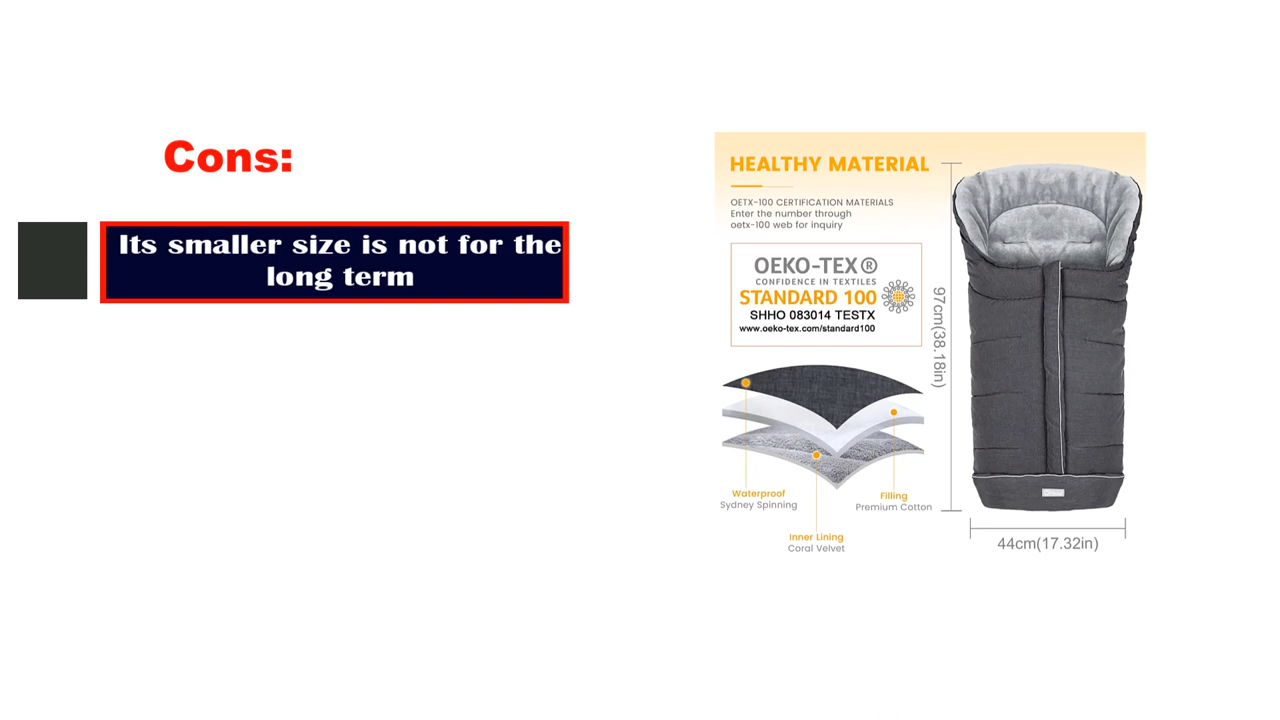 Cons:
Its smaller size is not for the
long term
HEALTHY MATERIAL
OETX-100 CERTIFICATION MATERIALS
Enter the number through
oetx-100 web for inquiry
OEKO-TEX®
CONFIDENCE IN TEXTILES
STANDARD 100
SHHO 083014 TESTX
www.oeko-tex.com/standard100
97cm(38.18in)
Waterproof
Sydney Spinning
Filling
Premium Cotton
Inner Lining
Coral Velvet
44cm(17.32in)